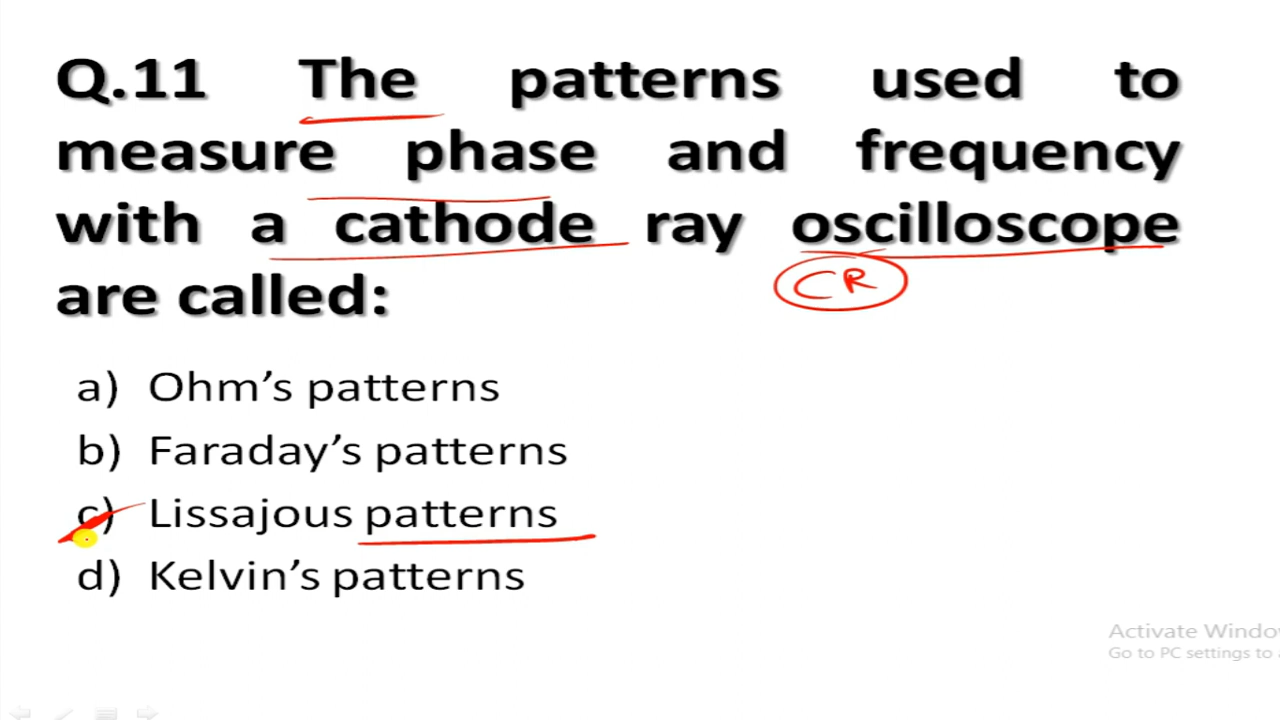 Q.11 The patterns used to
measure phase and frequency
with a cathode ray oscilloscope
are called:
CR
a) Ohm’s patterns
b) Faraday’s patterns
c) Lissajous patterns
d) Kelvin’s patterns
Activate Windo
Go to PC settings to